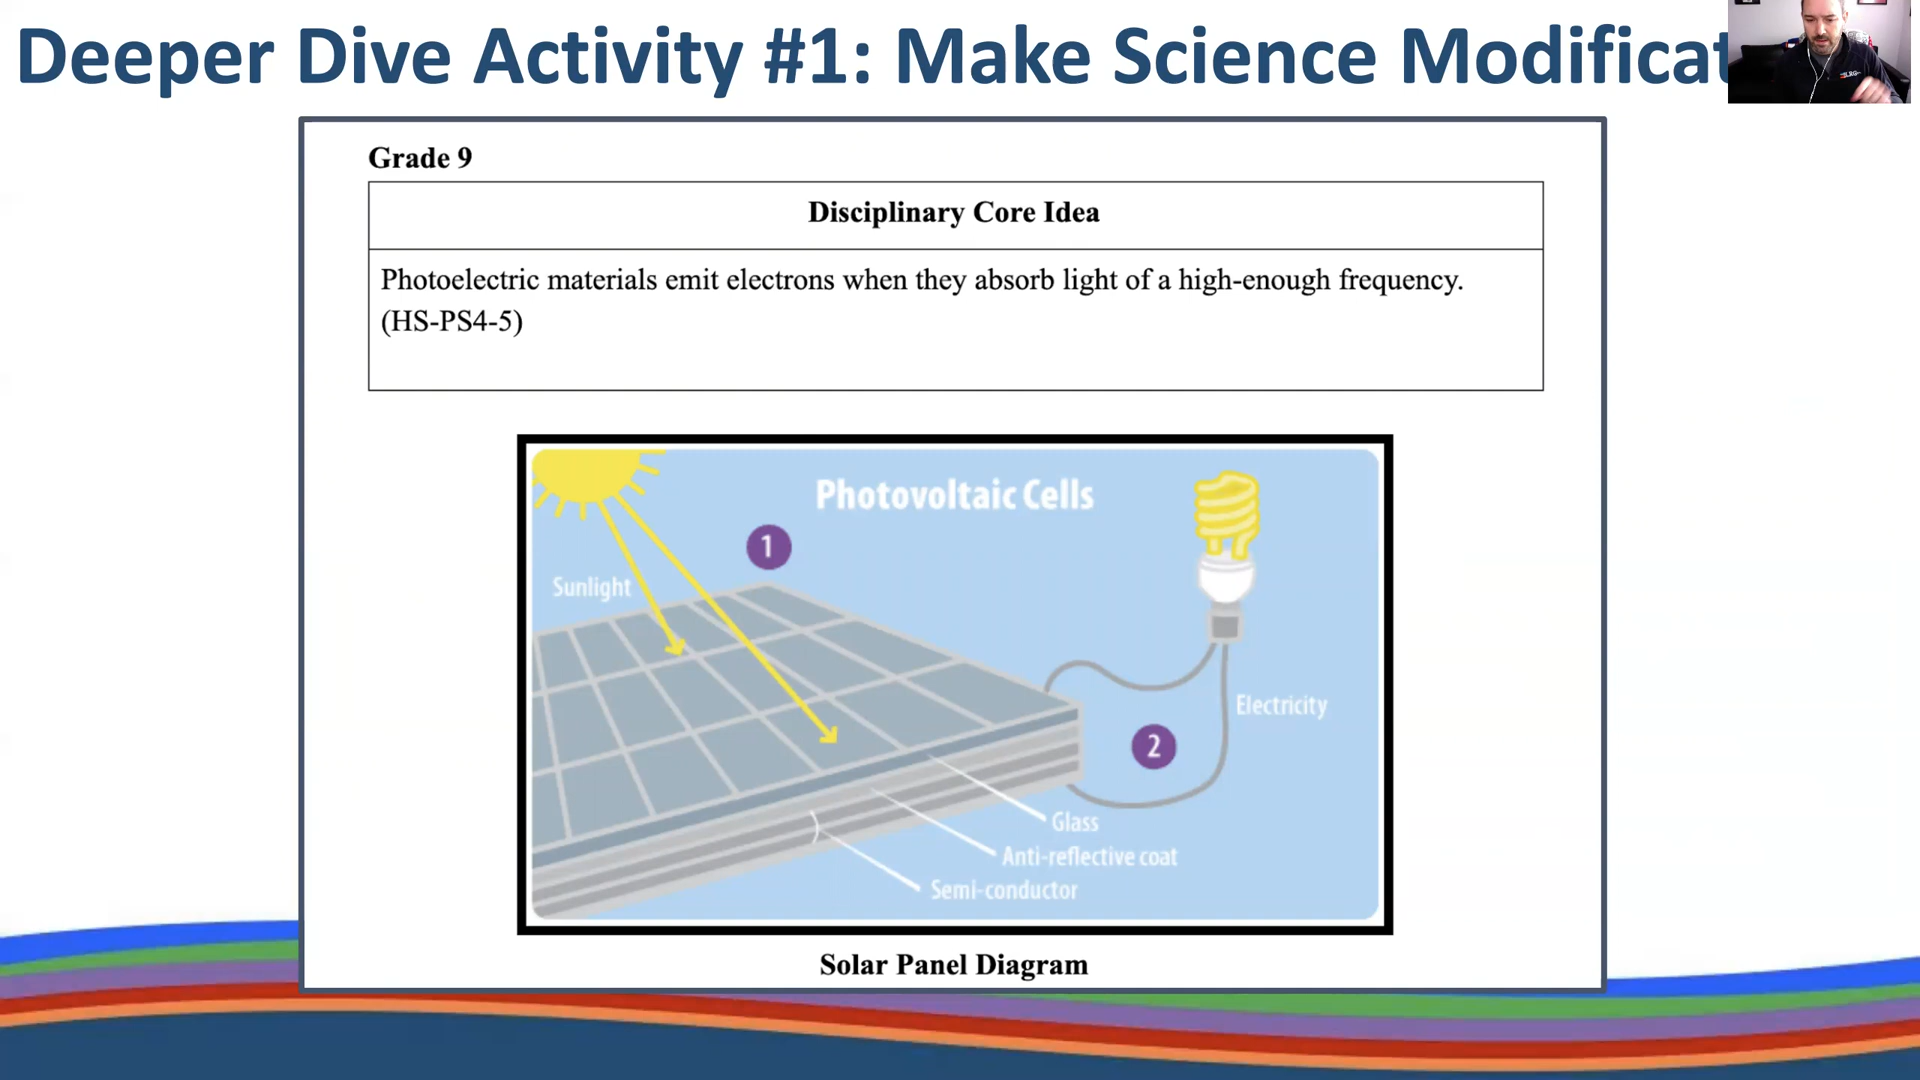 Deeper Dive Activity #1: Make Science Modificat
Grade 9
Disciplinary Core Idea
Photoelectric materials emit electrons when they absorb light of a high-enough frequency.
(HS-PS4-5)
Photovoltaic Cells
1
Sunlight
Electricity
2
Glass
Anti-reflective coat
Semi-conductor
Solar Panel Diagram